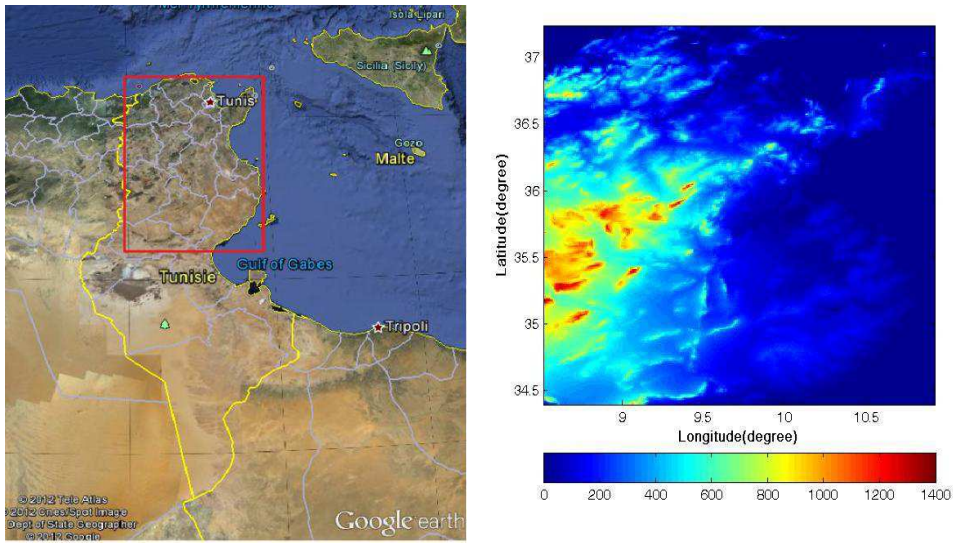 Isola Lipari
Sicilia (Sicily)
Tunis
Gozo
Malte
Gulf of Gabes
Tunisie
Tripoli
© 2012 Tele Atlas
© 2012 Cnes/Spot Image
Dept of State Geographer
© 2012 Google
Google earth
37
36.5
36
35.5
35
34.5
Latitude(degree)
9
9.5
10
10.5
Longitude(degree)
0
200
400
600
800
1000
1200
1400